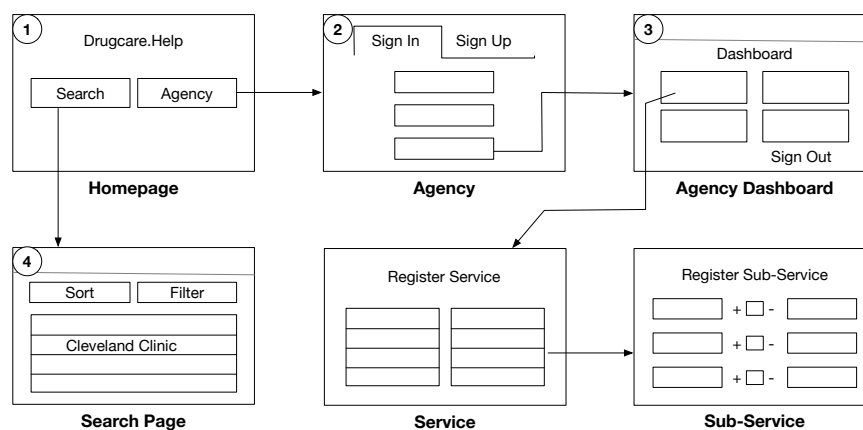 1
Drugcare.Help
Search
Agency
Homepage
2
Sign In
Sign Up
Agency
3
Dashboard
Sign Out
Agency Dashboard
4
Sort
Filter
Cleveland Clinic
Search Page
Register Service
Service
Register Sub-Service
+ -
+ -
+ -
Sub-Service